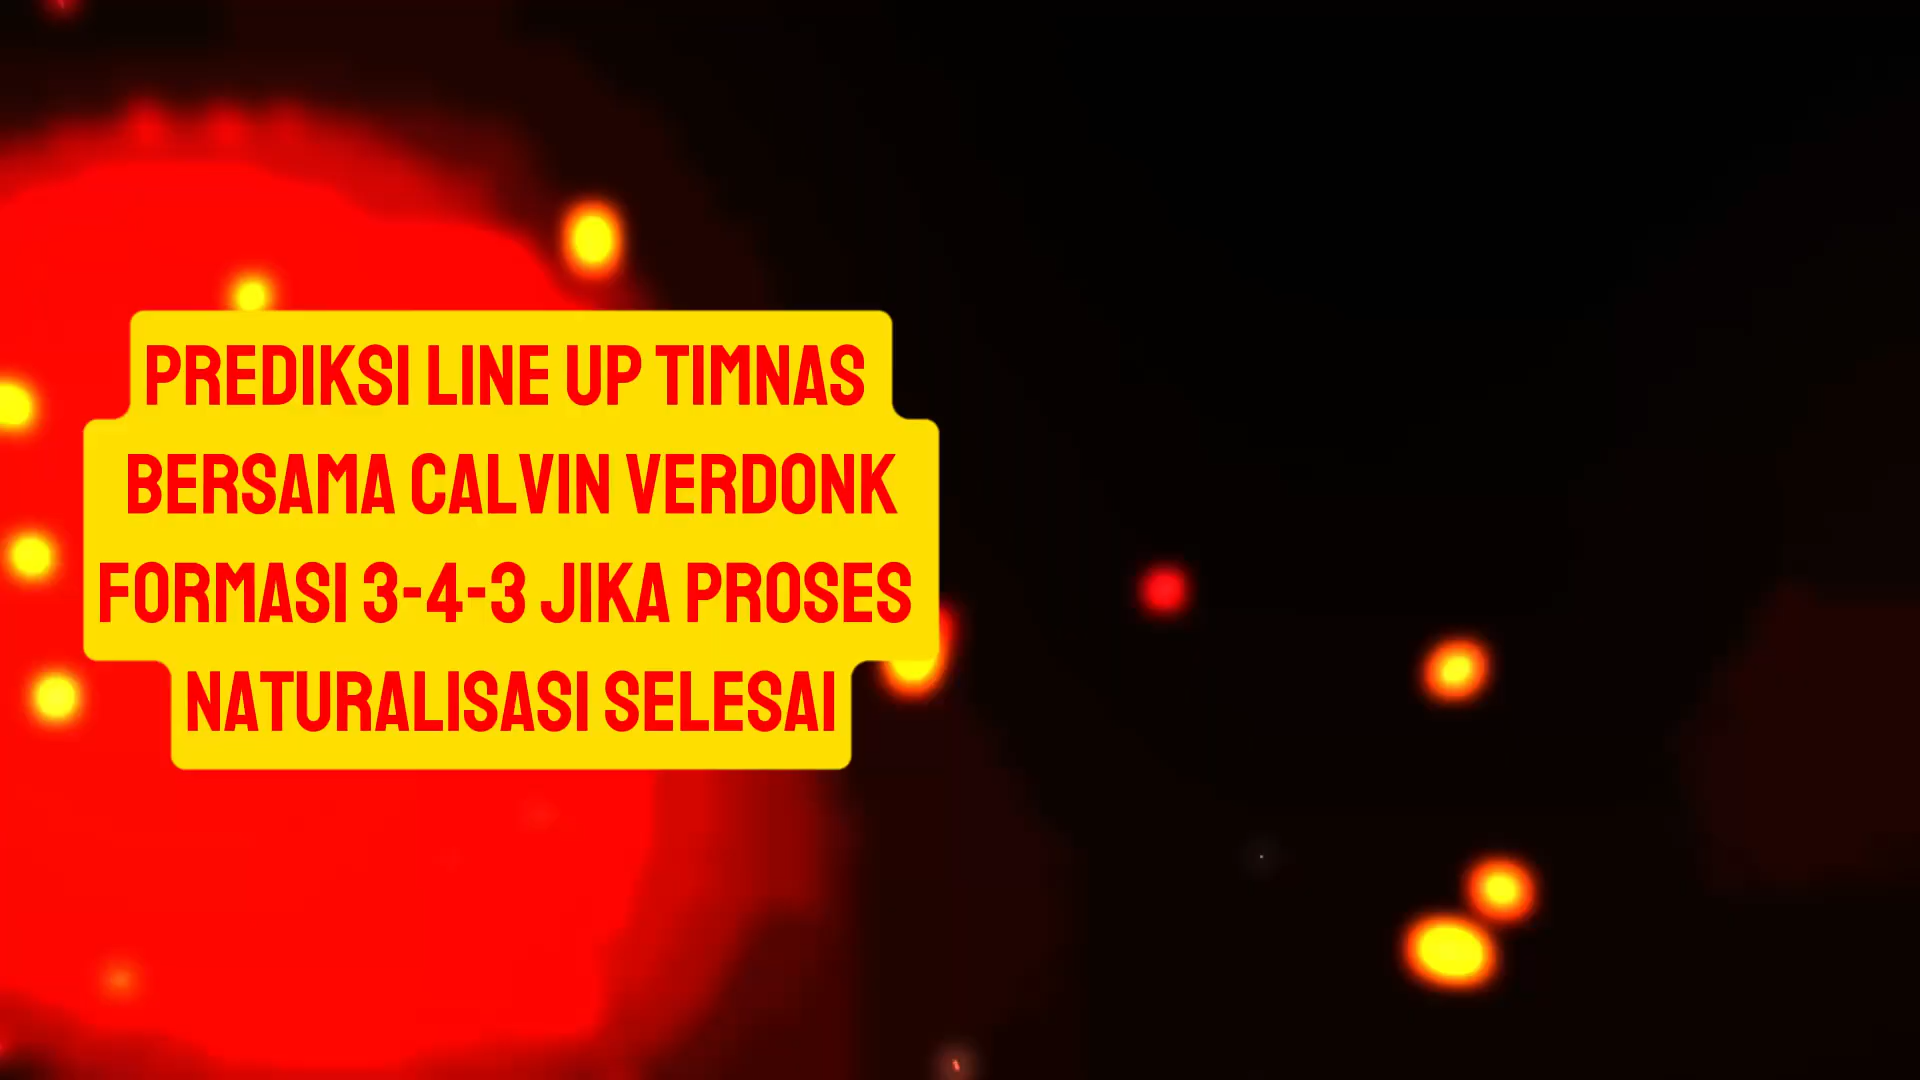 PREDIKSI LINE UP TIMNAS
BERSAMA CALVIN VERDONK
FORMASI 3-4-3 JIKA PROSES
NATURALISASI SELESAI